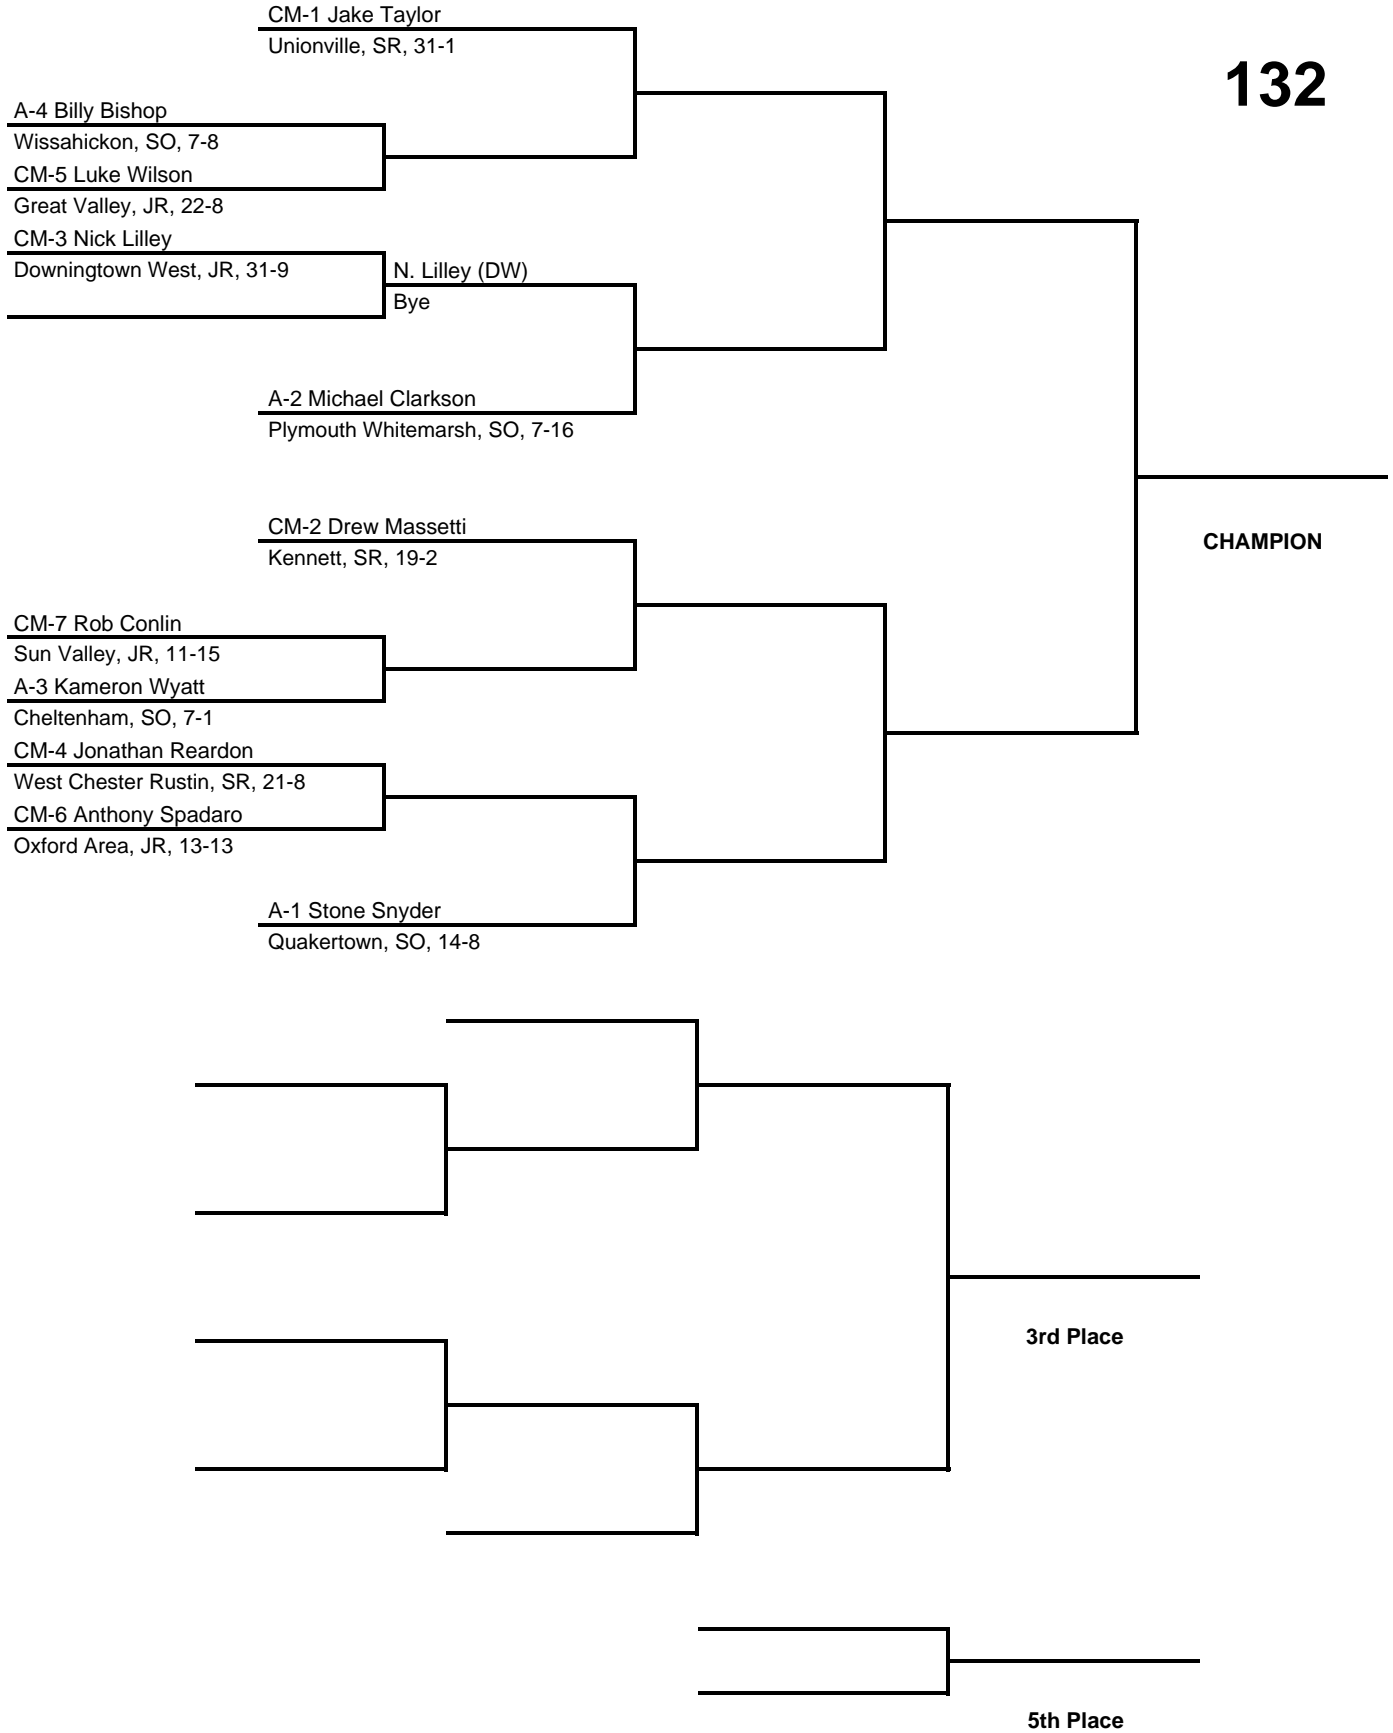 CM-1 Jake Taylor
Unionville, SR, 31-1
132
A-4 Billy Bishop
Wissahickon, SO, 7-8
CM-5 Luke Wilson
Great Valley, JR, 22-8
CM-3 Nick Lilley
Downingtown West, JR, 31-9
N. Lilley (DW)
Bye
A-2 Michael Clarkson
Plymouth Whitemarsh, SO, 7-16
CM-2 Drew Massetti
Kennett, SR, 19-2
CHAMPION
CM-7 Rob Conlin
Sun Valley, JR, 11-15
A-3 Kameron Wyatt
Cheltenham, SO, 7-1
CM-4 Jonathan Reardon
West Chester Rustin, SR, 21-8
CM-6 Anthony Spadaro
Oxford Area, JR, 13-13
A-1 Stone Snyder
Quakertown, SO, 14-8
3rd Place
5th Place